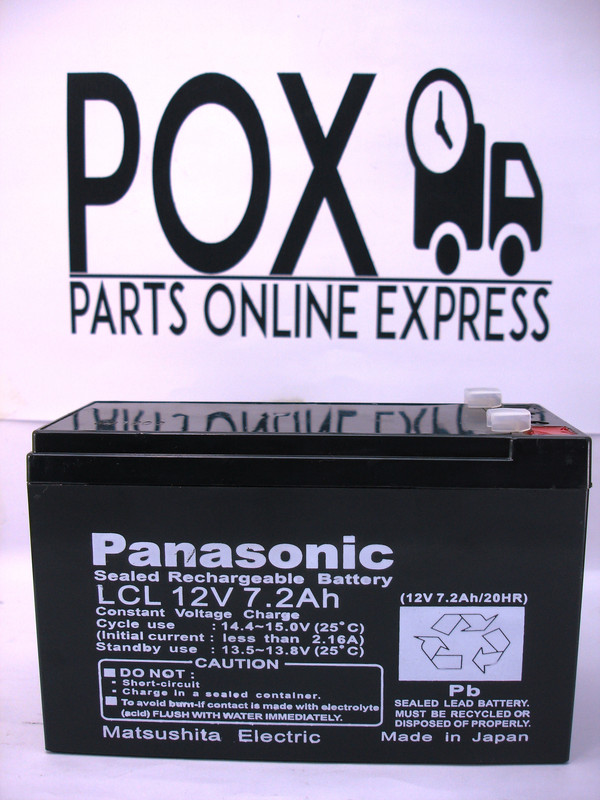 POX
PARTS ONLINE EXPRESS
Panasonic
Sealed Rechargeable Battery
LCL 12V 7.2Ah
(12V 7.2Ah/20HR)
Constant Voltage Charge
Cycle use : 14.4~15.0V (25°C)
(Initial current : less than 2.16A)
Standby use : 13.5~13.8V (25°C)
CAUTION
DO NOT :
- Short-circuit
- Charge in a sealed container.
To avoid burn-if contact is made with electrolyte
(acid) FLUSH WITH WATER IMMEDIATELY.
Pb
SEALED LEAD BATTERY.
MUST BE RECYCLED OR
DISPOSED OF PROPERLY.
Matsushita Electric
Made in Japan